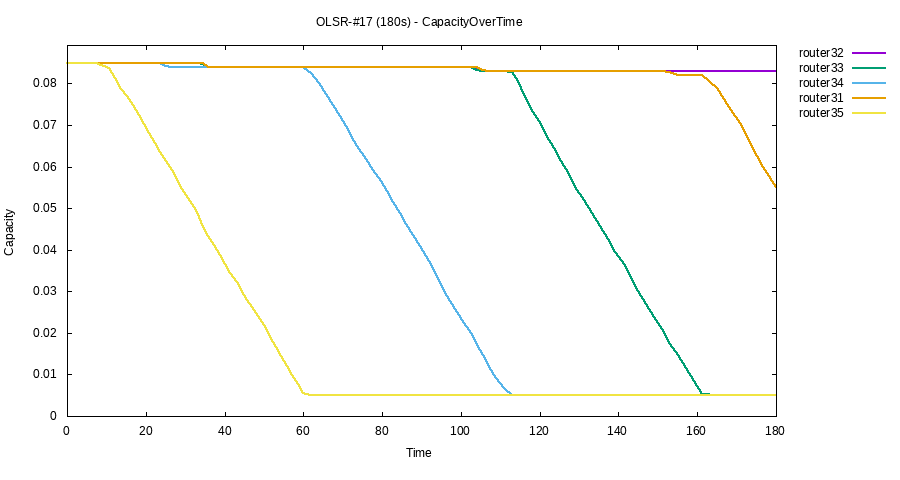 OLSR-#17 (180s) - CapacityOverTime
router32
router33
router34
router31
router35
0.08
0.07
0.06
0.05
0.04
0.03
0.02
0.01
0
Capacity
0 20 40 60 80 100 120 140 160 180
Time